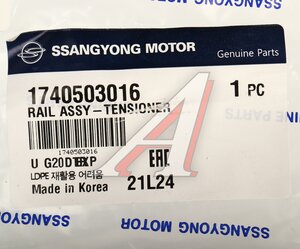 SSANGYONG MOTOR
Genuine Parts
1740503016
1 PC
RAIL ASSY-TENSIONER
1740503016
U G20DTEXP
EAC
LDPE 재활용 어려움
Made in Korea
21L24
SSANGYONG MOTOR